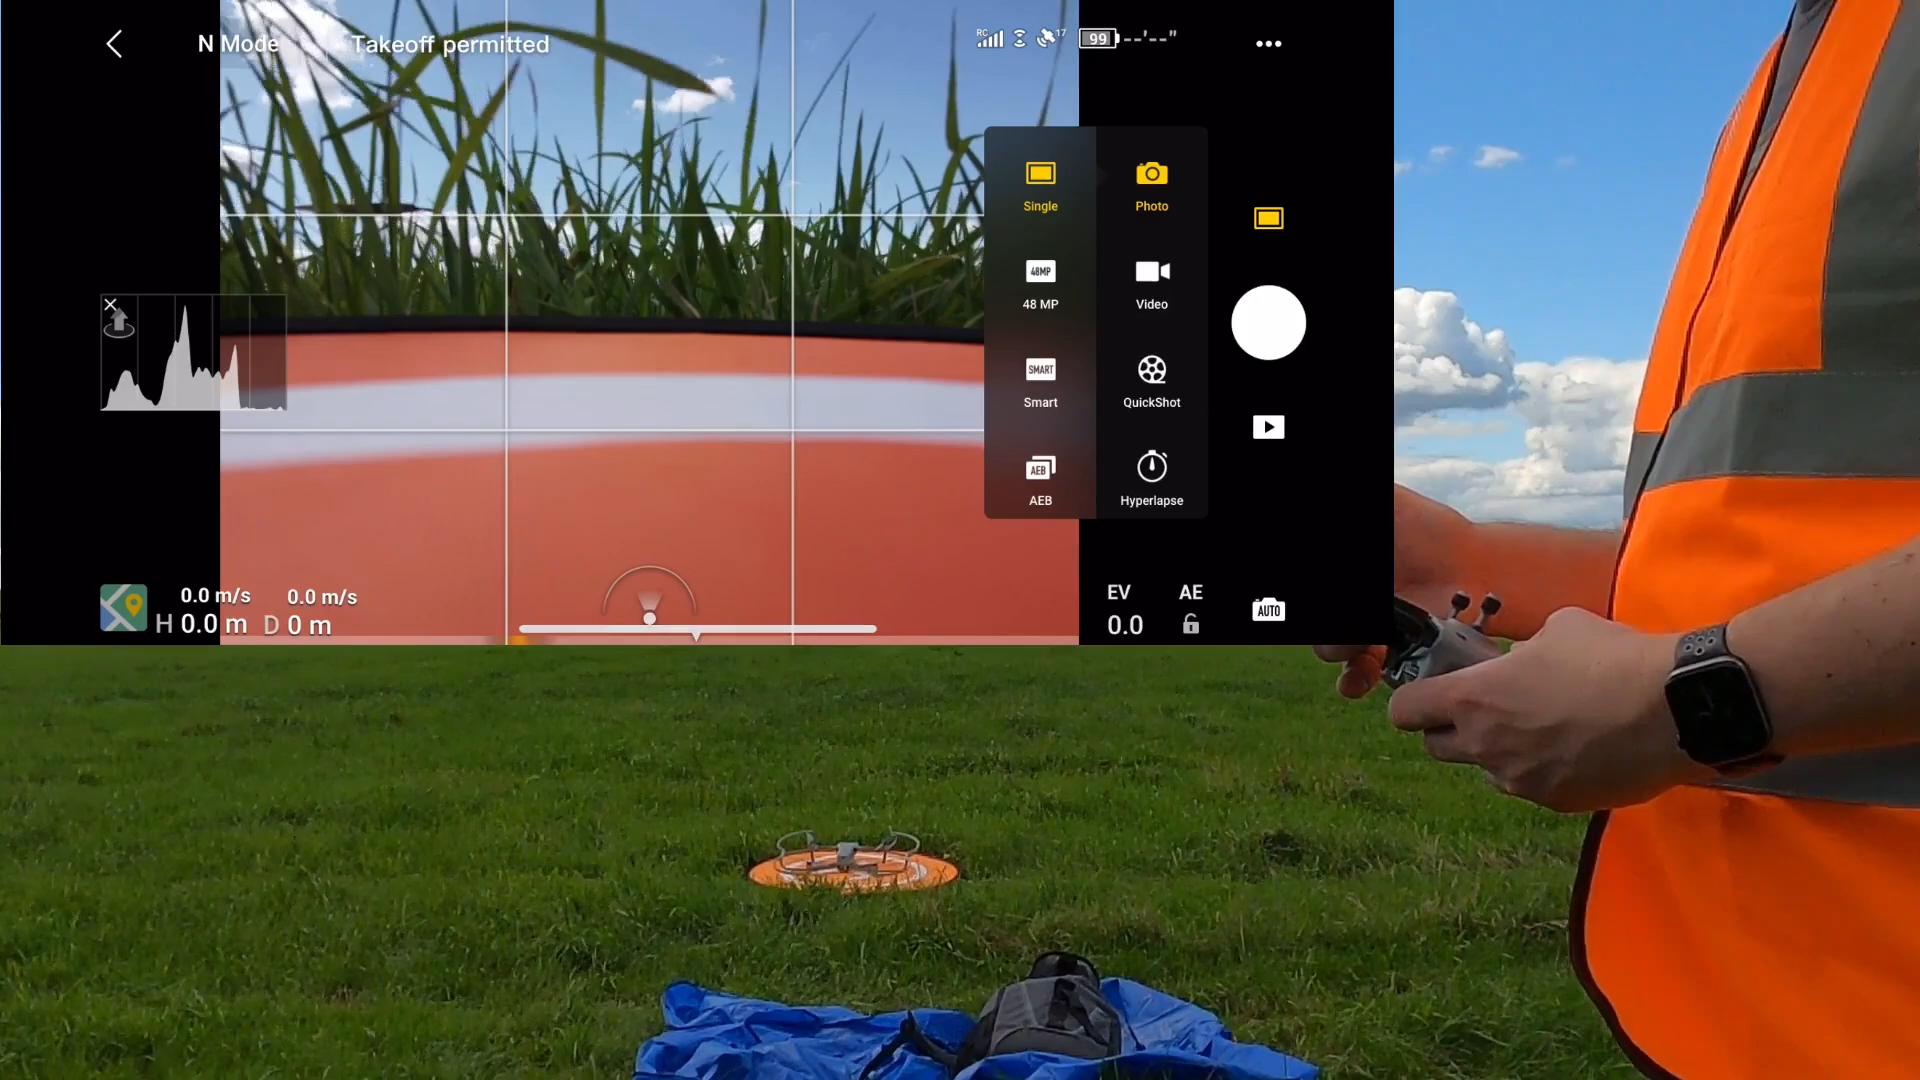 N Mode
Takeoff permitted
RC
17
99
--'--"
Single
Photo
48MP
48 MP
Video
SMART
Smart
QuickShot
AEB
AEB
Hyperlapse
0.0 m/s
0.0 m/s
H 0.0 m
D 0 m
EV
AE
0.0
AUTO